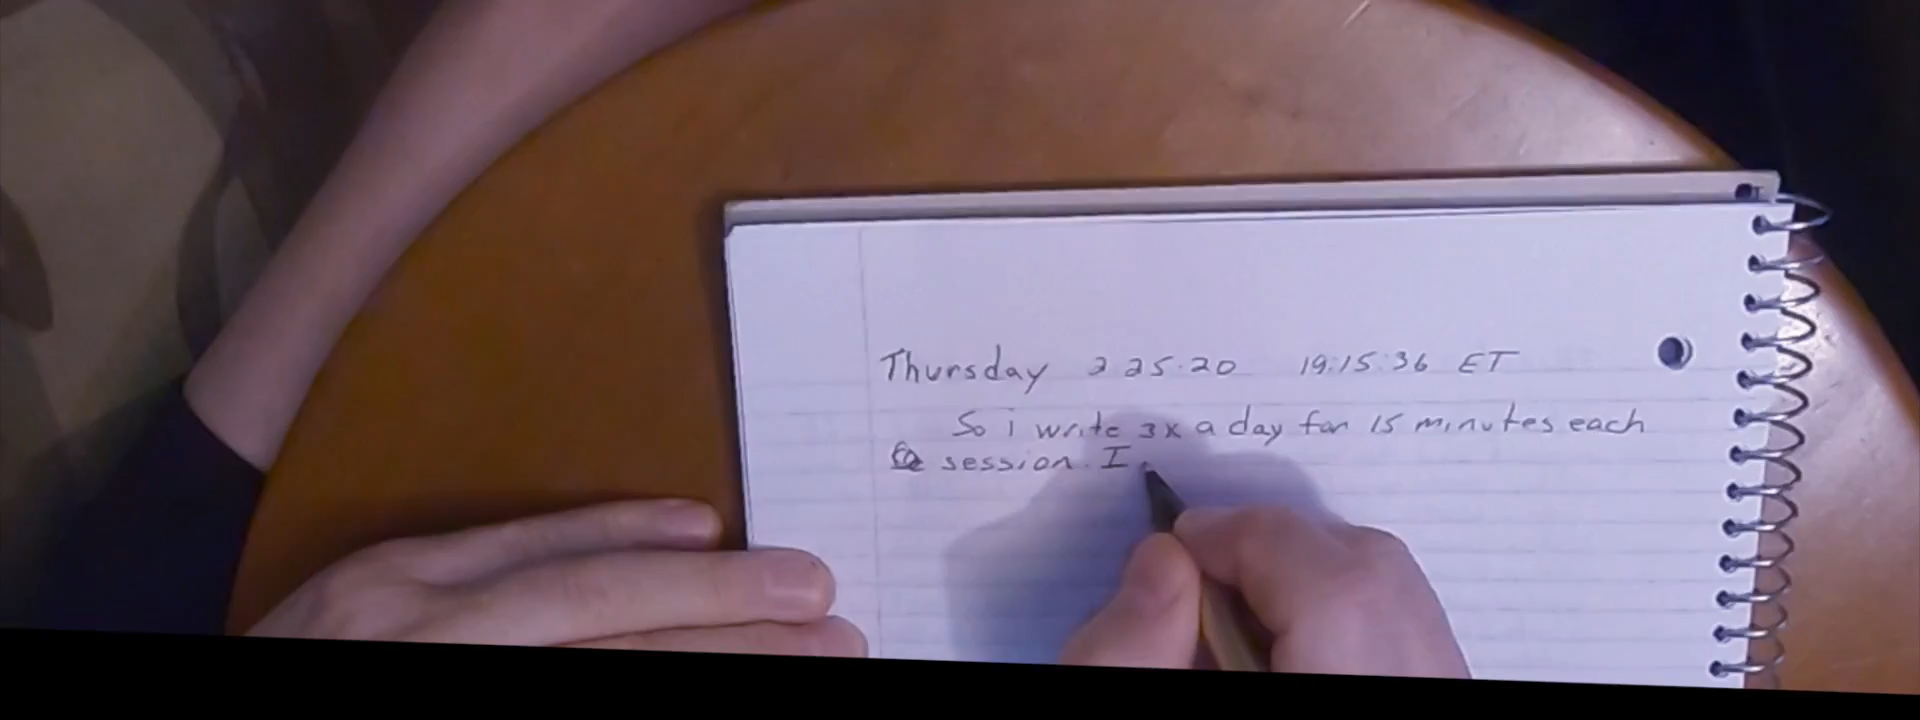 Thursday 2 25.20 19:15:36 ET
So i write 3x a day for 15 minutes each
session. I